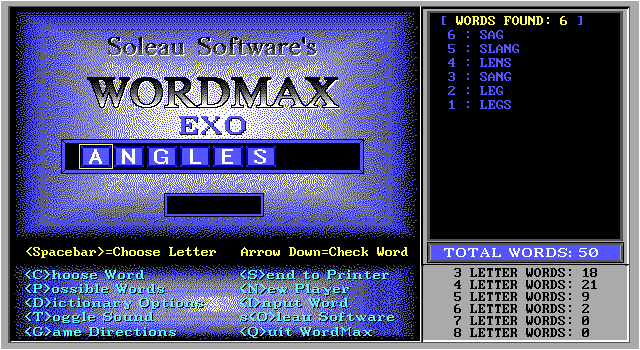 Soleau Software's
WORDMAX
EXO
ANGLES
<Spacebar>=Choose Letter Arrow Down=Check Word
<C>hoose Word <S>end to Printer
<P>ossible Words <N>ew Player
<D>ictionary Options <I>nput Word
<T>oggle Sound s<O>leau Software
<G>ame Directions <Q>uit WordMax
[ WORDS FOUND: 6 ]
6 : SAG
5 : SLANG
4 : LENS
3 : SANG
2 : LEG
1 : LEGS
TOTAL WORDS: 50
3 LETTER WORDS: 18
4 LETTER WORDS: 21
5 LETTER WORDS: 9
6 LETTER WORDS: 2
7 LETTER WORDS: 0
8 LETTER WORDS: 0